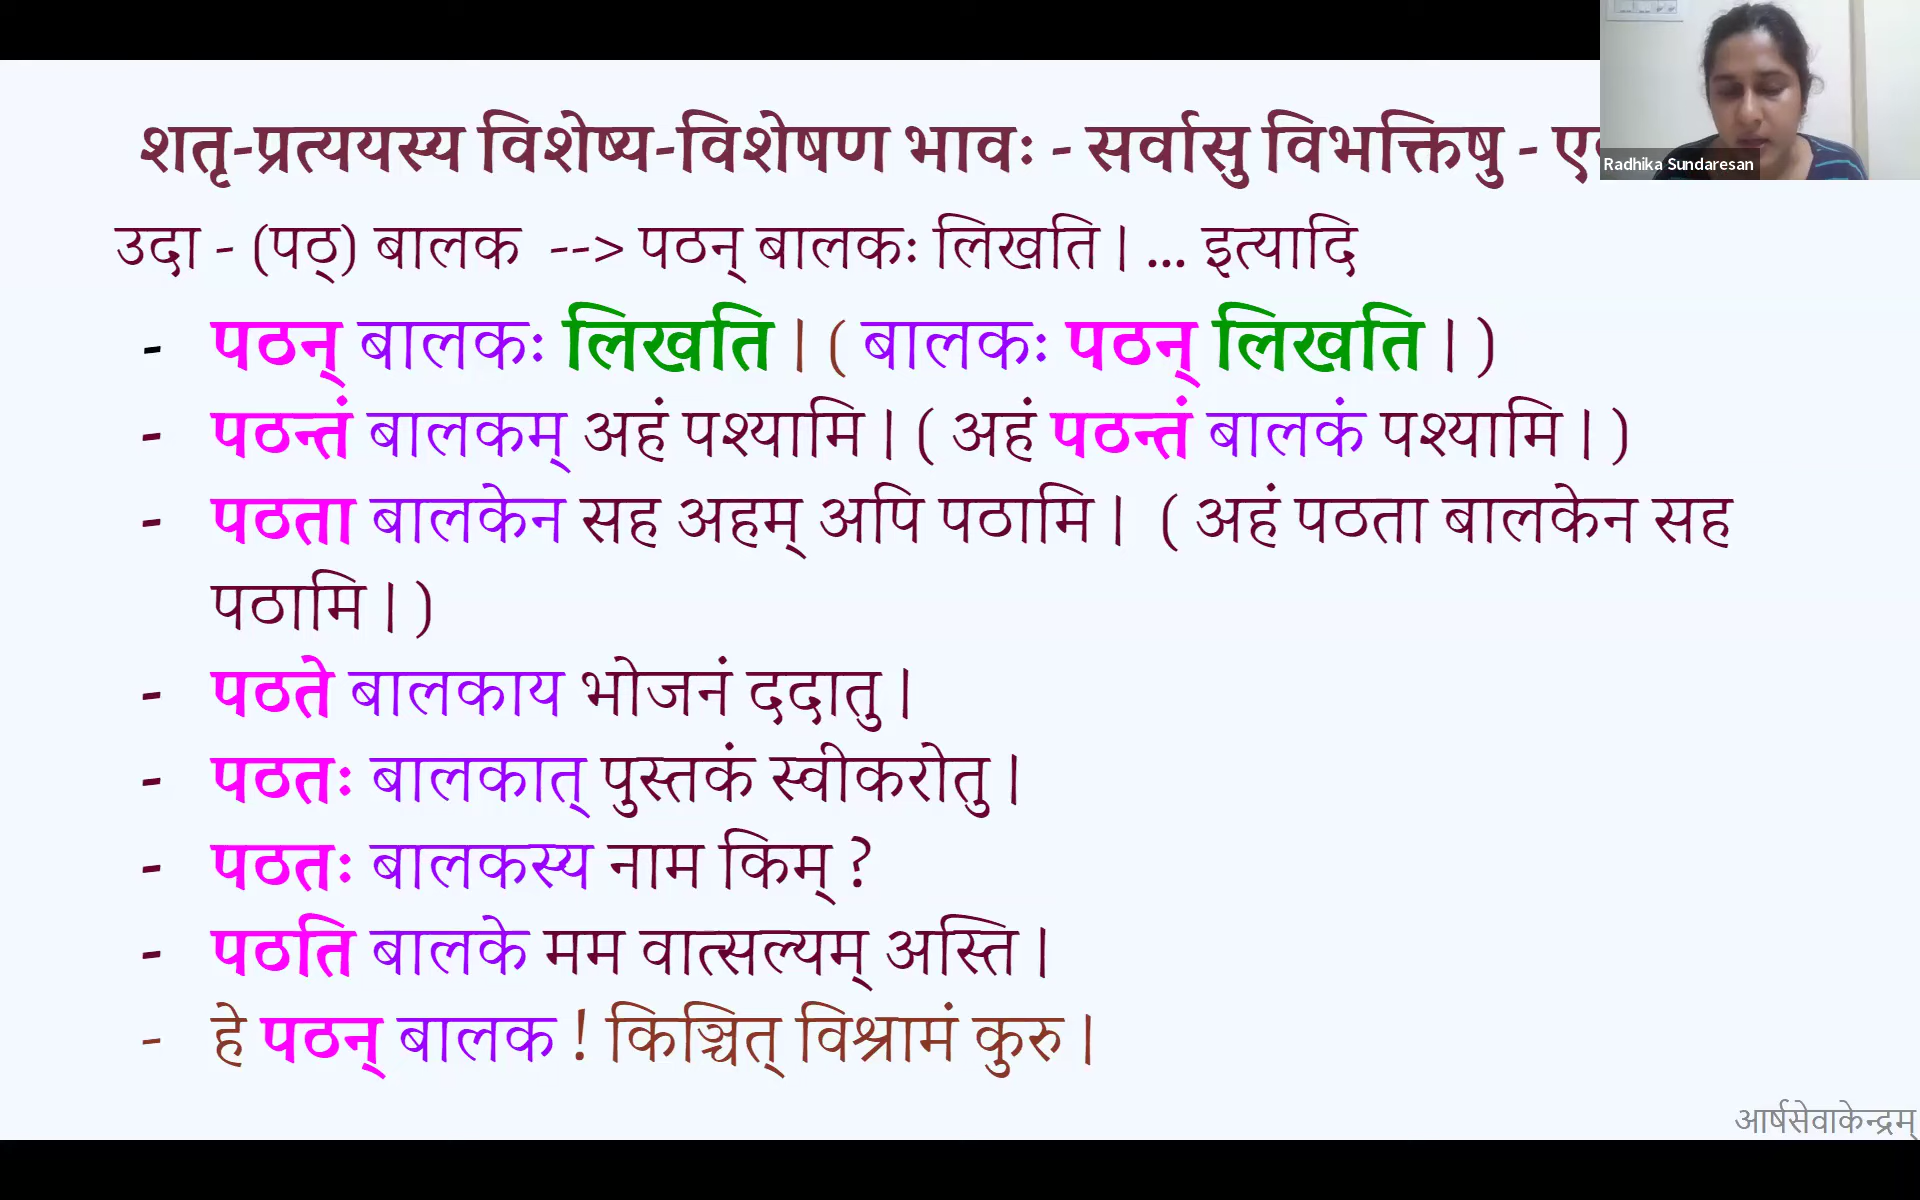 शतृ-प्रत्ययस्य विशेष्य-विशेषण भावः - सर्वासु विभक्तिषु -
Radhika Sundaresan
उदा - (पठ्) बालक --> पठन् बालकः लिखति। ... इत्यादि
- पठन् बालकः लिखति। ( बालकः पठन् लिखति। )
- पठन्तं बालकम् अहं पश्यामि। ( अहं पठन्तं बालकं पश्यामि। )
- पठता बालकेन सह अहम् अपि पठामि। ( अहं पठता बालकेन सह
पठामि। )
- पठते बालकाय भोजनं ददातु।
- पठतः बालकात् पुस्तकं स्वीकरोतु।
- पठतः बालकस्य नाम किम् ?
- पठति बालके मम वात्सल्यम् अस्ति।
- हे पठन् बालक ! किञ्चित् विश्रामं कुरु।
आर्षसेवाकेन्द्रम्